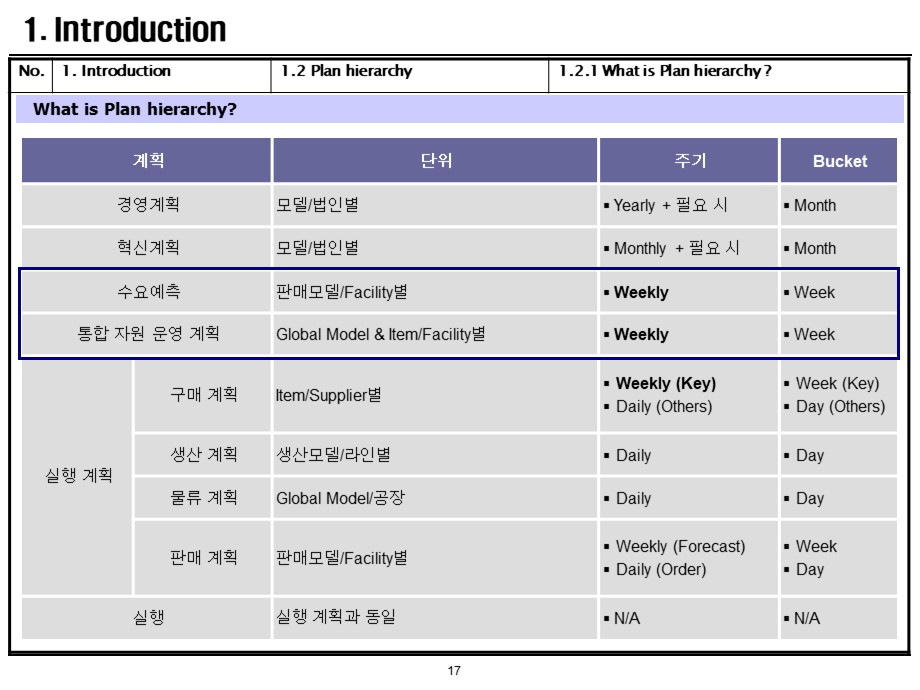 1. Introduction
No. 1. Introduction 1.2 Plan hierarchy 1.2.1 What is Plan hierarchy?
What is Plan hierarchy?
계획 단위 주기 Bucket
경영계획 모델/법인별 ▪ Yearly + 필요 시 ▪ Month
혁신계획 모델/법인별 ▪ Monthly + 필요 시 ▪ Month
수요예측 판매모델/Facility별 ▪ Weekly ▪ Week
통합 자원 운영 계획 Global Model & Item/Facility별 ▪ Weekly ▪ Week
실행 계획
구매 계획 Item/Supplier별 ▪ Weekly (Key) ▪ Week (Key)
▪ Daily (Others) ▪ Day (Others)
생산 계획 생산모델/라인별 ▪ Daily ▪ Day
물류 계획 Global Model/공장 ▪ Daily ▪ Day
판매 계획 판매모델/Facility별 ▪ Weekly (Forecast) ▪ Week
▪ Daily (Order) ▪ Day
실행 실행 계획과 동일 ▪ N/A ▪ N/A
17